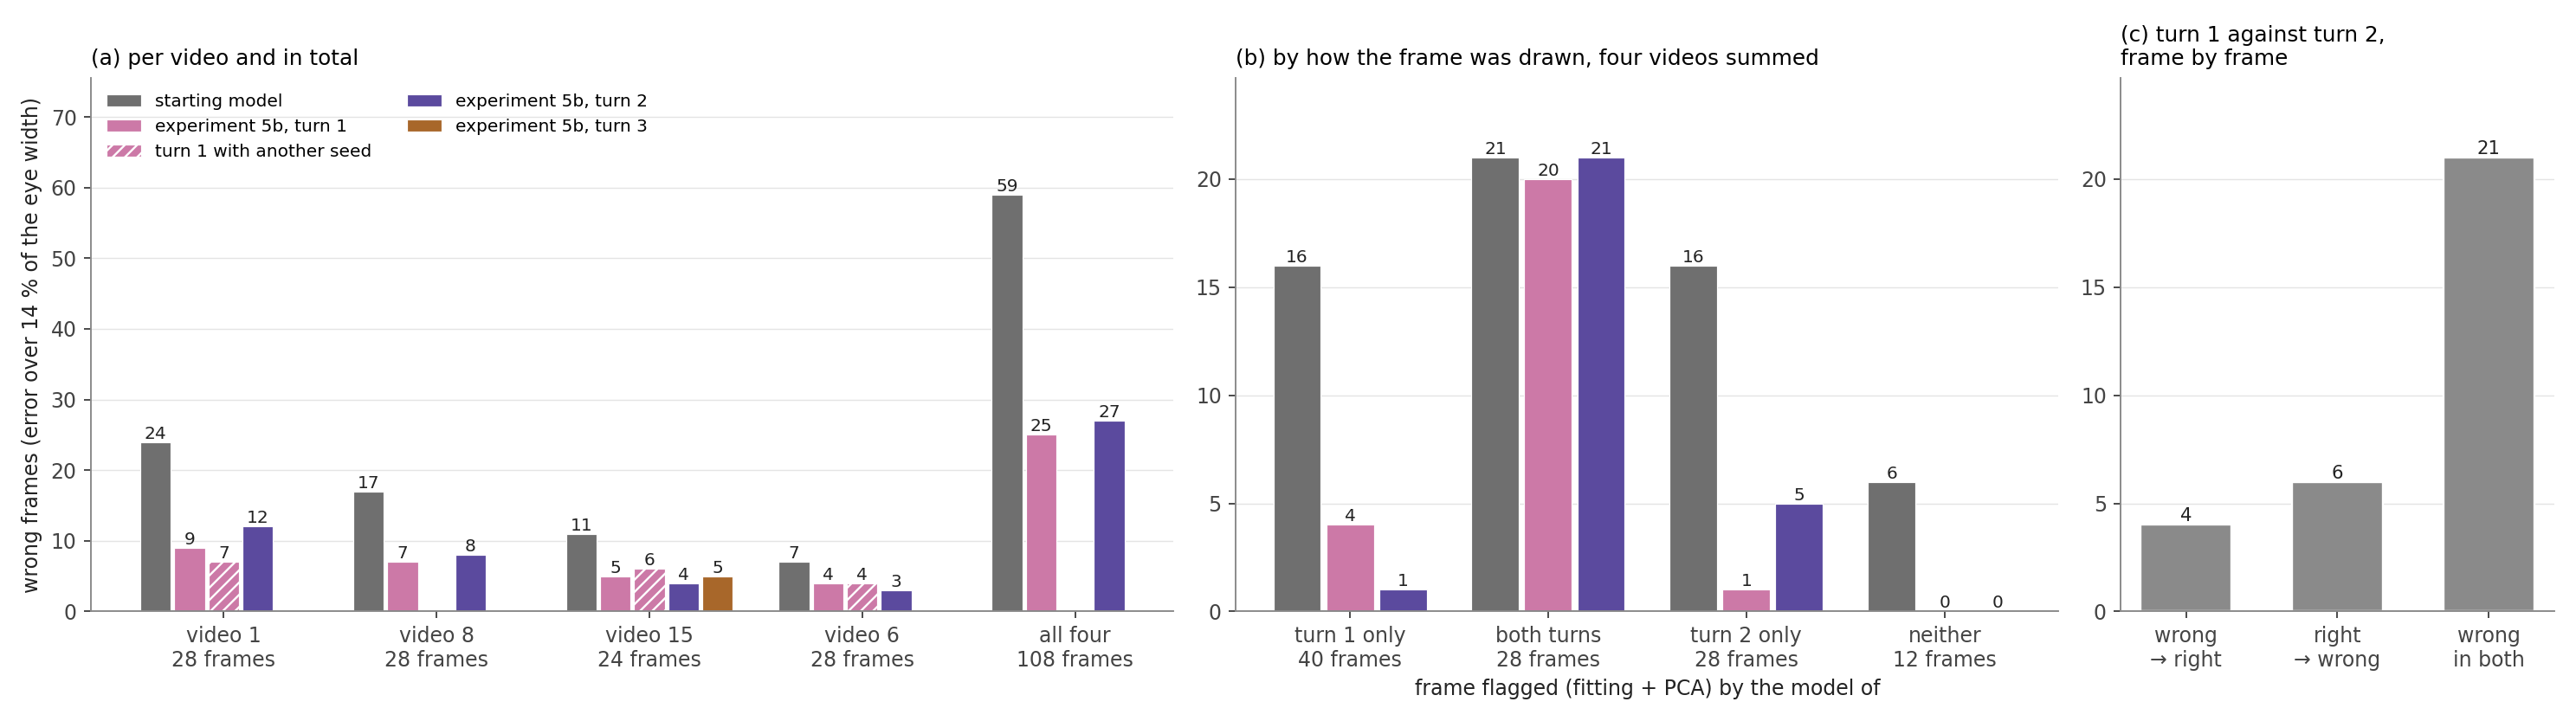 (a) per video and in total
wrong frames (error over 14 % of the eye width)
70
60
50
40
30
20
10
0
starting model
experiment 5b, turn 1
turn 1 with another seed
experiment 5b, turn 2
experiment 5b, turn 3
24
9
7
12
17
7
8
11
5
6
4
5
7
4
4
3
59
25
27
video 1
28 frames
video 8
28 frames
video 15
24 frames
video 6
28 frames
all four
108 frames
(b) by how the frame was drawn, four videos summed
20
15
10
5
0
16
4
1
21
20
21
16
1
5
6
0
0
turn 1 only
40 frames
both turns
28 frames
turn 2 only
28 frames
neither
12 frames
frame flagged (fitting + PCA) by the model of
(c) turn 1 against turn 2,
frame by frame
20
15
10
5
0
4
6
21
wrong
→ right
right
→ wrong
wrong
in both